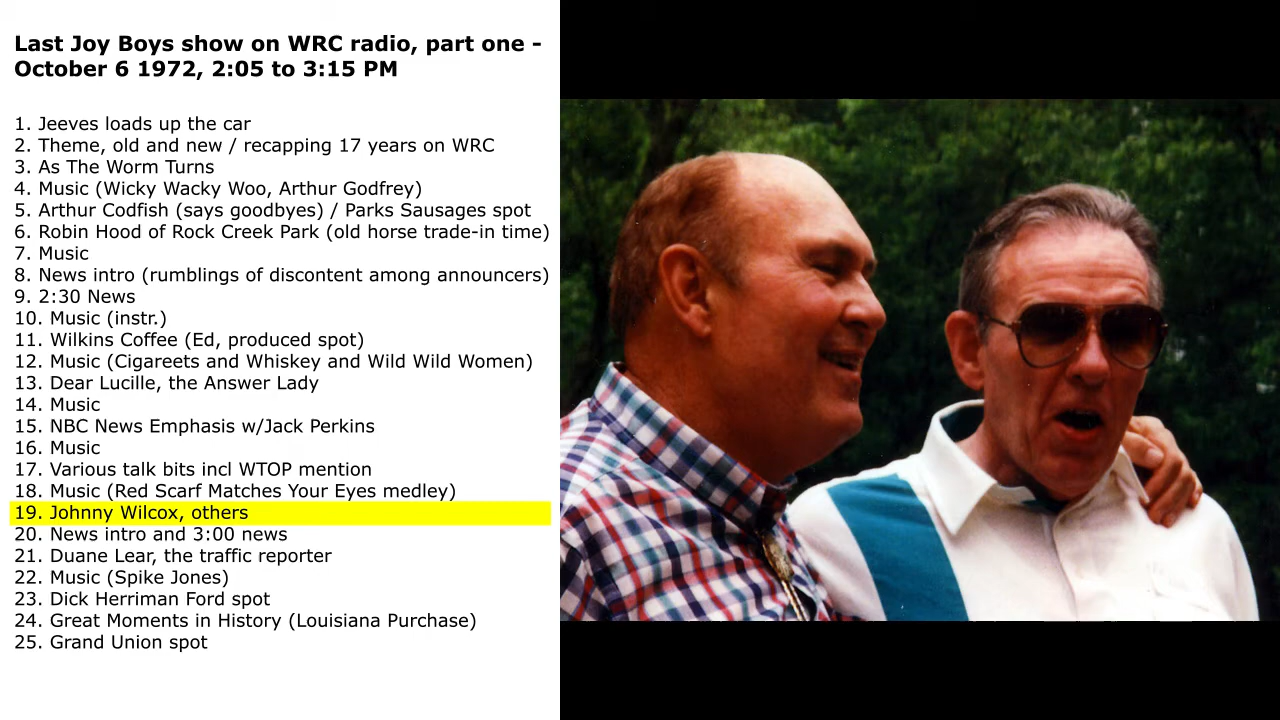 Last Joy Boys show on WRC radio, part one -
October 6 1972, 2:05 to 3:15 PM
1. Jeeves loads up the car
2. Theme, old and new / recapping 17 years on WRC
3. As The Worm Turns
4. Music (Wicky Wacky Woo, Arthur Godfrey)
5. Arthur Codfish (says goodbyes) / Parks Sausages spot
6. Robin Hood of Rock Creek Park (old horse trade-in time)
7. Music
8. News intro (rumblings of discontent among announcers)
9. 2:30 News
10. Music (instr.)
11. Wilkins Coffee (Ed, produced spot)
12. Music (Cigareets and Whiskey and Wild Wild Women)
13. Dear Lucille, the Answer Lady
14. Music
15. NBC News Emphasis w/Jack Perkins
16. Music
17. Various talk bits incl WTOP mention
18. Music (Red Scarf Matches Your Eyes medley)
19. Johnny Wilcox, others
20. News intro and 3:00 news
21. Duane Lear, the traffic reporter
22. Music (Spike Jones)
23. Dick Herriman Ford spot
24. Great Moments in History (Louisiana Purchase)
25. Grand Union spot